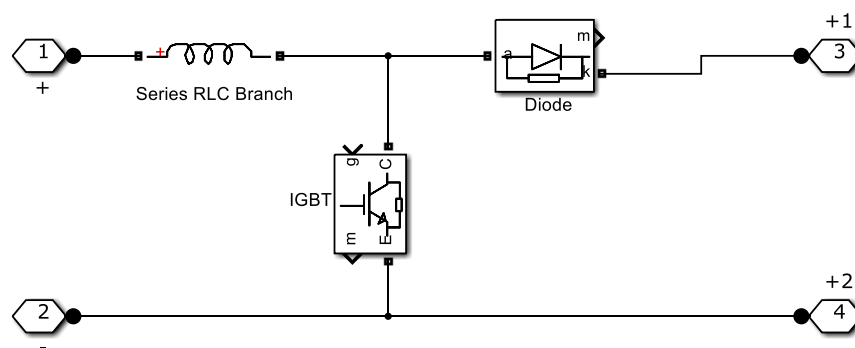 +1
1
+
Series RLC Branch
a
m
k
Diode
3
g
C
IGBT
m
E
+2
2
-
4